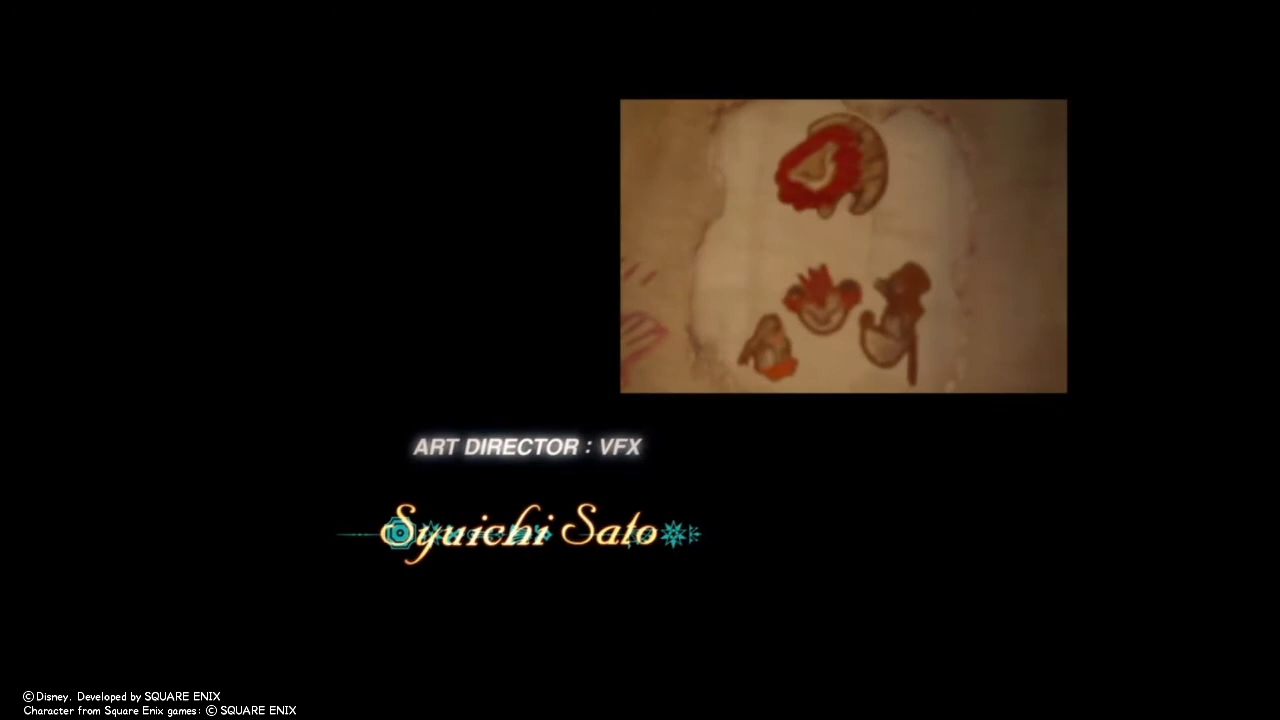 ART DIRECTOR : VFX
Syuichi Sato
©Disney. Developed by SQUARE ENIX
Character from Square Enix games: © SQUARE ENIX